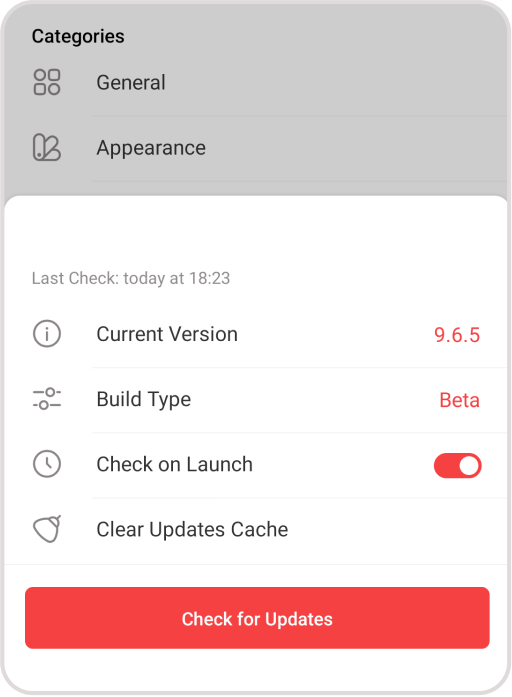 Categories
General
Appearance
Last Check: today at 18:23
Current Version 9.6.5
Build Type Beta
Check on Launch
Clear Updates Cache
Check for Updates